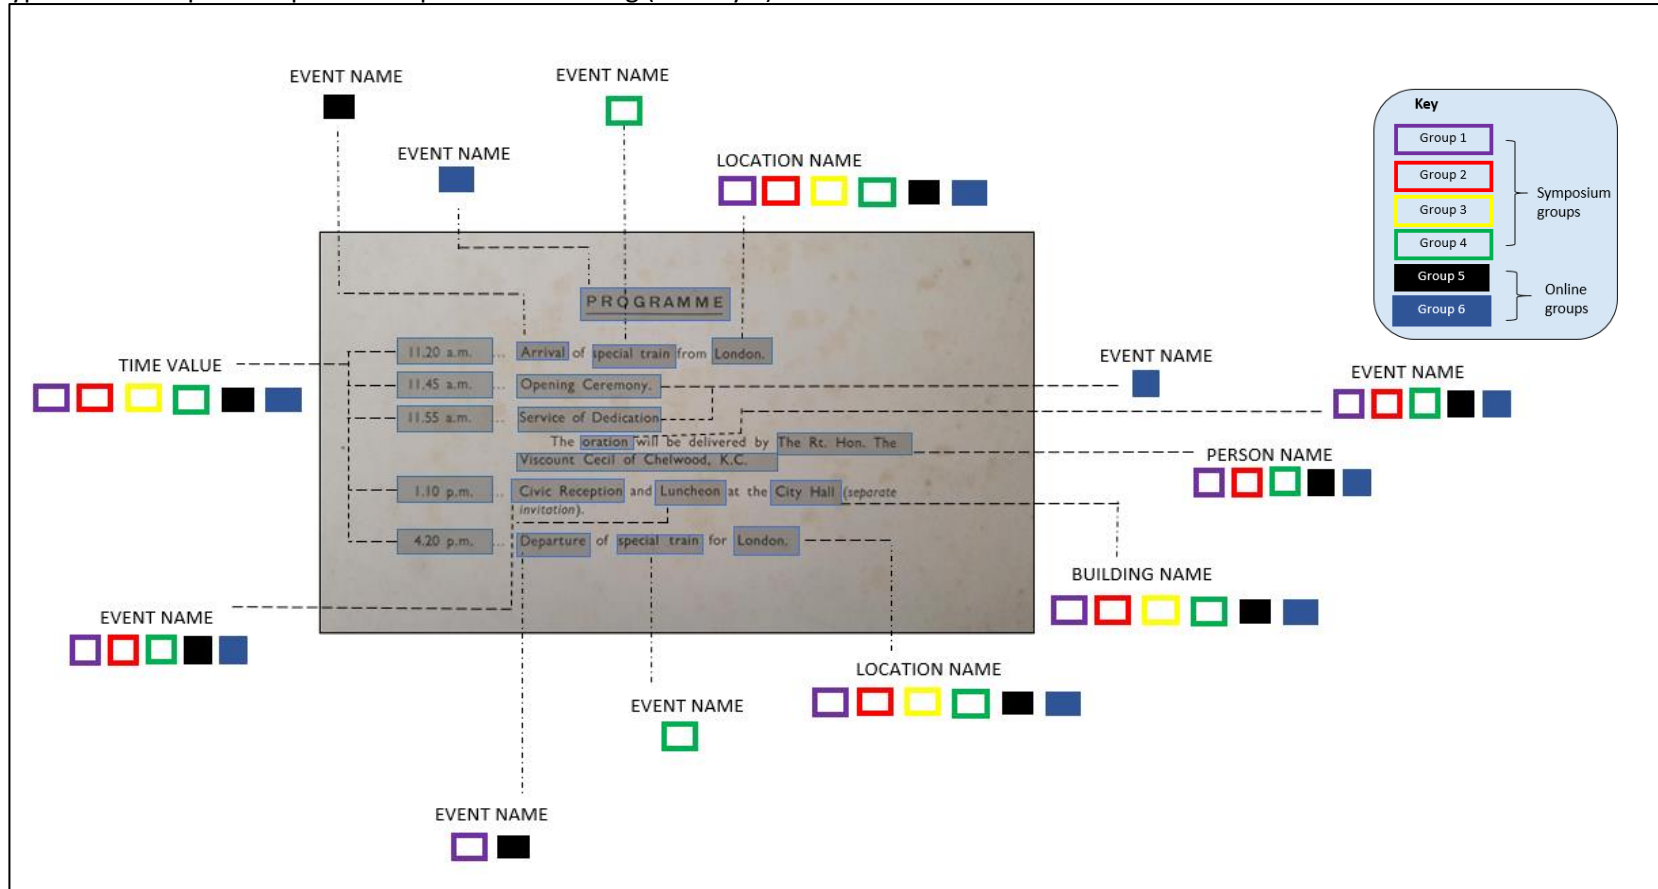 EVENT NAME
EVENT NAME
EVENT NAME
LOCATION NAME
Key
Group 1
Group 2
Group 3
Group 4
Group 5
Group 6
Symposium
groups
Online
groups
PROGRAMME
TIME VALUE
11.20 a.m. ... Arrival of special train from London.
11.45 a.m. ... Opening Ceremony.
11.55 a.m. ... Service of Dedication
The oration will be delivered by The Rt. Hon. The
Viscount Cecil of Chelwood, K.C.
1.10 p.m. ... Civic Reception and Luncheon at the City Hall (separate
invitation).
4.20 p.m. ... Departure of special train for London.
EVENT NAME
EVENT NAME
PERSON NAME
BUILDING NAME
EVENT NAME
LOCATION NAME
EVENT NAME
EVENT NAME